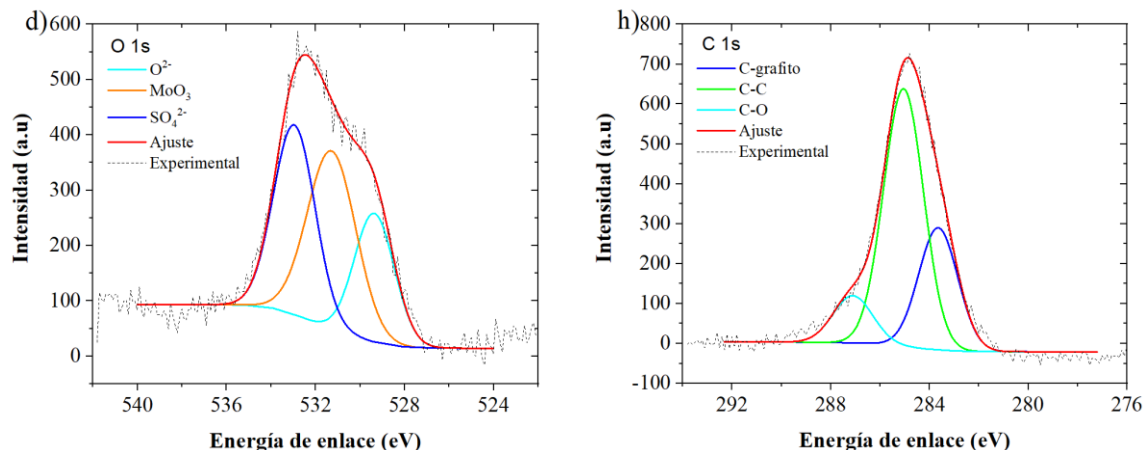 d)
O 1s
O²⁻
MoO₃
SO₄²⁻
Ajuste
Experimental
600
500
400
300
200
100
0
Intensidad (a.u)
540
536
532
528
524
Energía de enlace (eV)
h)
C 1s
C-grafito
C-C
C-O
Ajuste
Experimental
800
700
600
500
400
300
200
100
0
-100
Intensidad (a.u)
292
288
284
280
276
Energía de enlace (eV)